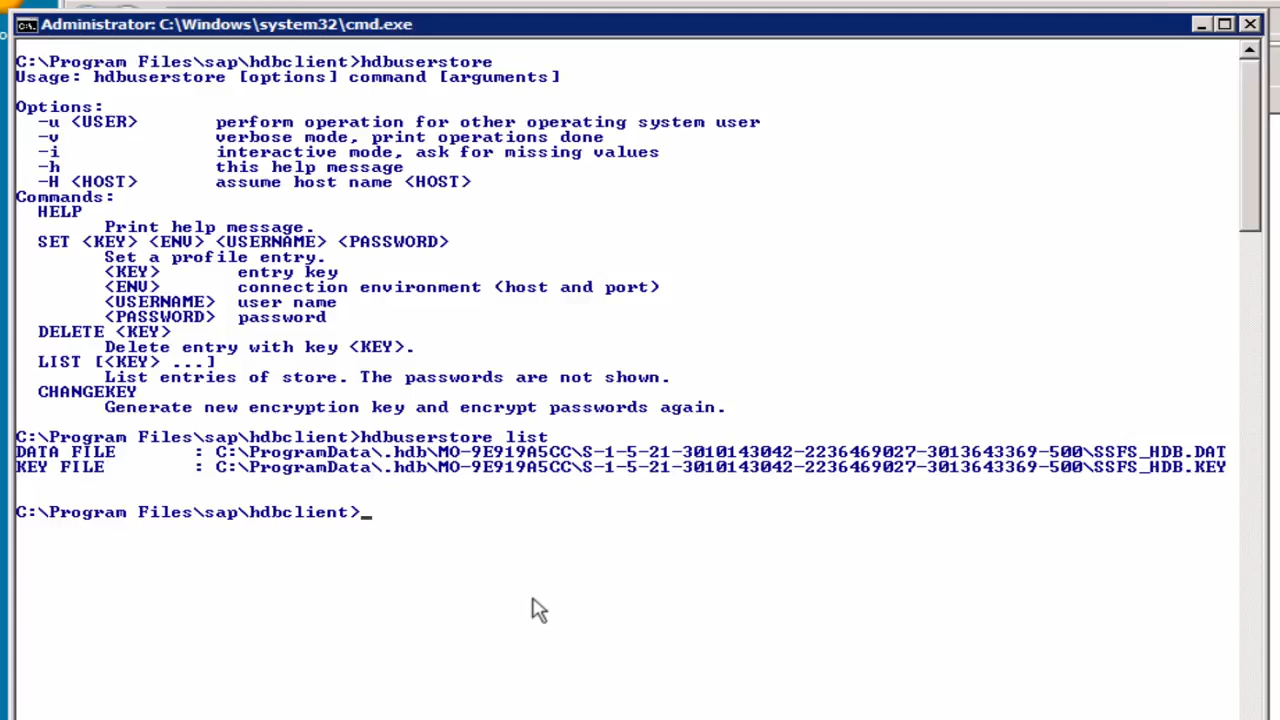 Administrator: C:\Windows\system32\cmd.exe
C:\Program Files\sap\hdbclient>hdbuserstore
Usage: hdbuserstore [options] command [arguments]
Options:
-u <USER> perform operation for other operating system user
-v verbose mode, print operations done
-i interactive mode, ask for missing values
-h this help message
-H <HOST> assume host name <HOST>
Commands:
HELP
Print help message.
SET <KEY> <ENV> <USERNAME> <PASSWORD>
Set a profile entry.
<KEY> entry key
<ENV> connection environment (host and port)
<USERNAME> user name
<PASSWORD> password
DELETE <KEY>
Delete entry with key <KEY>.
LIST [<KEY> ...]
List entries of store. The passwords are not shown.
CHANGEKEY
Generate new encryption key and encrypt passwords again.
C:\Program Files\sap\hdbclient>hdbuserstore list
DATA FILE : C:\ProgramData\.hdb\MO-9E919A5CC\S-1-5-21-3010143042-2236469027-3013643369-500\SSFS_HDB.DAT
KEY FILE : C:\ProgramData\.hdb\MO-9E919A5CC\S-1-5-21-3010143042-2236469027-3013643369-500\SSFS_HDB.KEY
C:\Program Files\sap\hdbclient>_